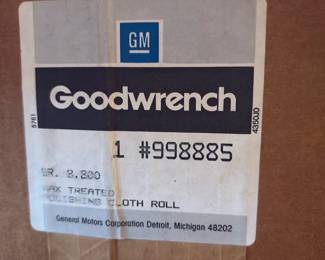 GM
Goodwrench
5761
4350JD
1 #998885
GR. 8.800
WAX TREATED
POLISHING CLOTH ROLL
General Motors Corporation Detroit, Michigan 48202